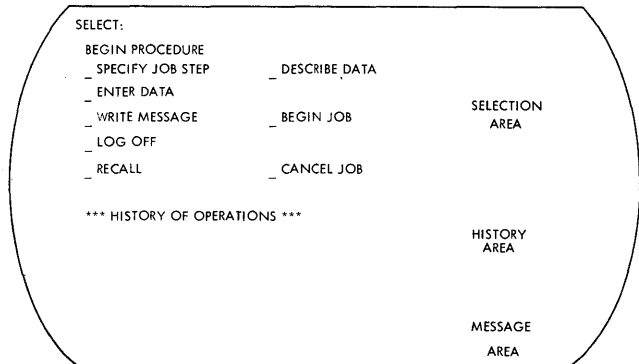 SELECT:
BEGIN PROCEDURE
_ SPECIFY JOB STEP _ DESCRIBE DATA
_ ENTER DATA
_ WRITE MESSAGE _ BEGIN JOB
_ LOG OFF
_ RECALL _ CANCEL JOB
SELECTION
AREA
*** HISTORY OF OPERATIONS ***
HISTORY
AREA
MESSAGE
AREA